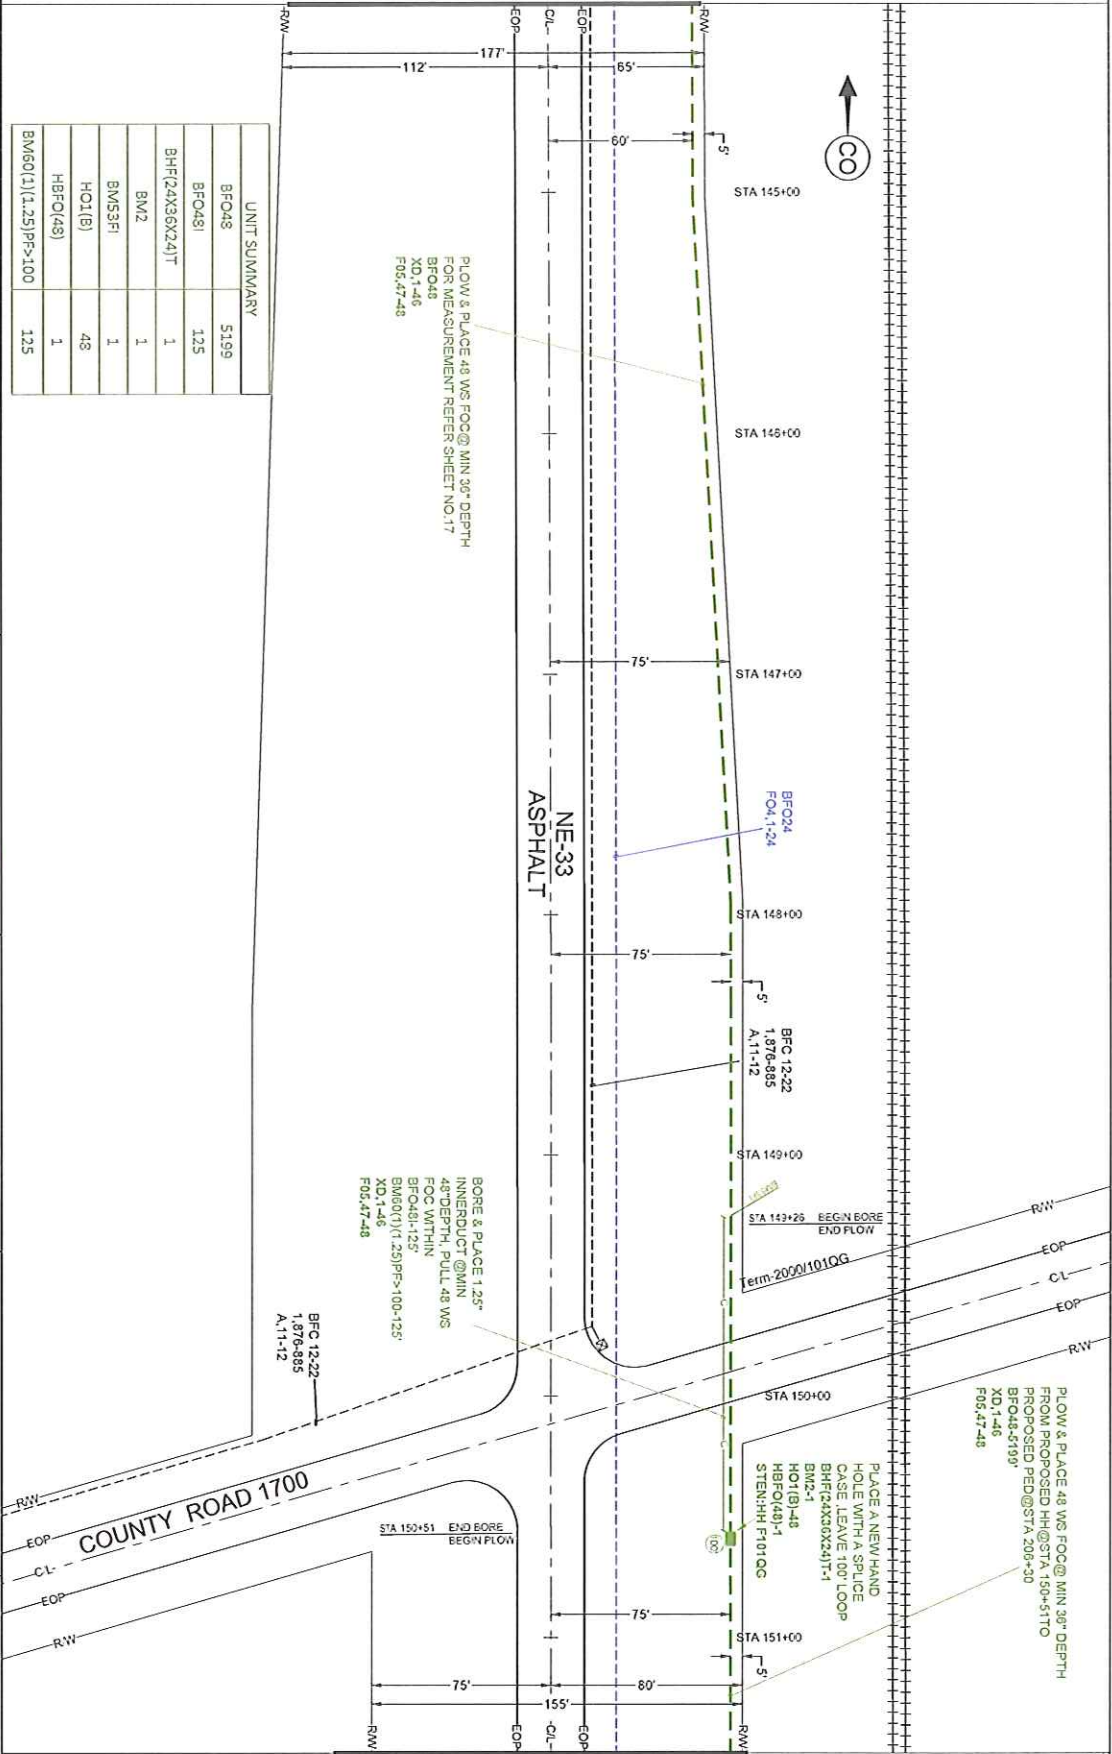 R/W
EOP
C/L
EOP
R/W
177'
112'
65'
60'
5'
CO
STA 145+00
STA 146+00
STA 147+00
STA 148+00
STA 149+00
STA 150+00
STA 151+00
PLOW & PLACE 48 WS FOC@ MIN 36" DEPTH
FOR MEASUREMENT REFER SHEET NO.17
BFO48
XD,1-46
F05,47-48
UNIT SUMMARY
BFO48 5199
BFO48I 125
BHF(24X36X24)T 1
BM2 1
BM53FI 1
HO1(B) 48
HBFO(48) 1
BM60(1)(1.25)PF>100 125
75'
BFO24
FO4,1-24
NE-33
ASPHALT
75'
5'
BFC 12-22
1,876-885
A,11-12
STA 149+26 BEGIN BORE
END PLOW
Term-2000/101QG
BORE & PLACE 1.25"
INNERDUCT @MIN
48"DEPTH, PULL 48 WS
FOC WITHIN
BFO48I-125'
BM60(1)(1.25)PF>100-125'
XD,1-46
F05,47-48
BFC 12-22
1,876-885
A,11-12
R/W
EOP
C/L
EOP
R/W
PLOW & PLACE 48 WS FOC@ MIN 36" DEPTH
FROM PROPOSED HH@STA 150+51TO
PROPOSED PED@STA 206+30
BFO48-5199'
XD,1-46
F05,47-48
PLACE A NEW HAND
HOLE WITH A SPLICE
CASE ,LEAVE 100' LOOP
BHF(24X36X24)T-1
BM2-1
HO1(B)-48
HBFO(48)-1
STEN:HH F101QG
100'
C
C
STA 150+51 END BORE
BEGIN PLOW
COUNTY ROAD 1700
R/W
EOP
C/L
EOP
R/W
75'
5'
75'
80'
155'
R/W
EOP
C/L
EOP
R/W